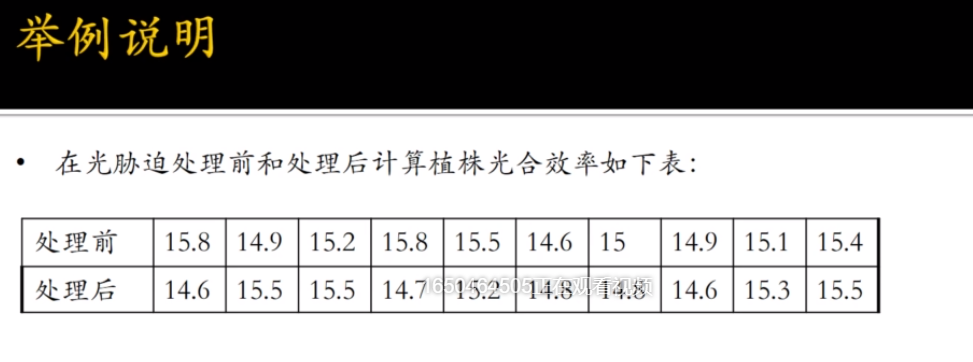 举例说明
• 在光胁迫处理前和处理后计算植株光合效率如下表：
处理前 15.8 14.9 15.2 15.8 15.5 14.6 15 14.9 15.1 15.4
处理后 14.6 15.5 15.5 14.7 15.2 14.8 14.8 14.6 15.3 15.5
1650464505正在观看视频